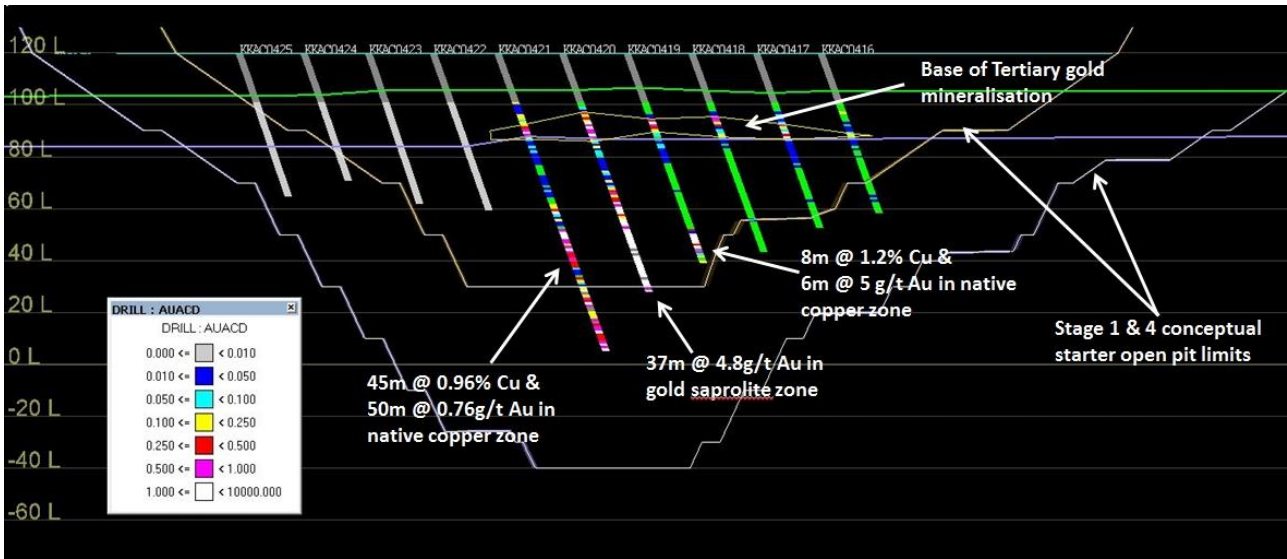 120 L
KKAC0425 KKAC0424 KKAC0423 KKAC0422 KKAC0421 KKAC0420 KKAC0419 KKAC0418 KKAC0417 KKAC0416
Base of Tertiary gold
mineralisation
100 L
80 L
60 L
40 L
20 L
0 L
-20 L
-40 L
-60 L
8m @ 1.2% Cu &
6m @ 5 g/t Au in native
copper zone
Stage 1 & 4 conceptual
starter open pit limits
37m @ 4.8g/t Au in
gold saprolite zone
45m @ 0.96% Cu &
50m @ 0.76g/t Au in
native copper zone
DRILL : AUACD
DRILL : AUACD
0.000 <= < 0.010
0.010 <= < 0.050
0.050 <= < 0.100
0.100 <= < 0.250
0.250 <= < 0.500
0.500 <= < 1.000
1.000 <= < 10000.000